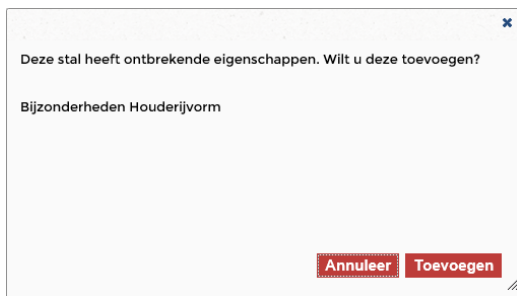 Deze stal heeft ontbrekende eigenschappen. Wilt u deze toevoegen?
Bijzonderheden Houderijvorm
Annuleer Toevoegen